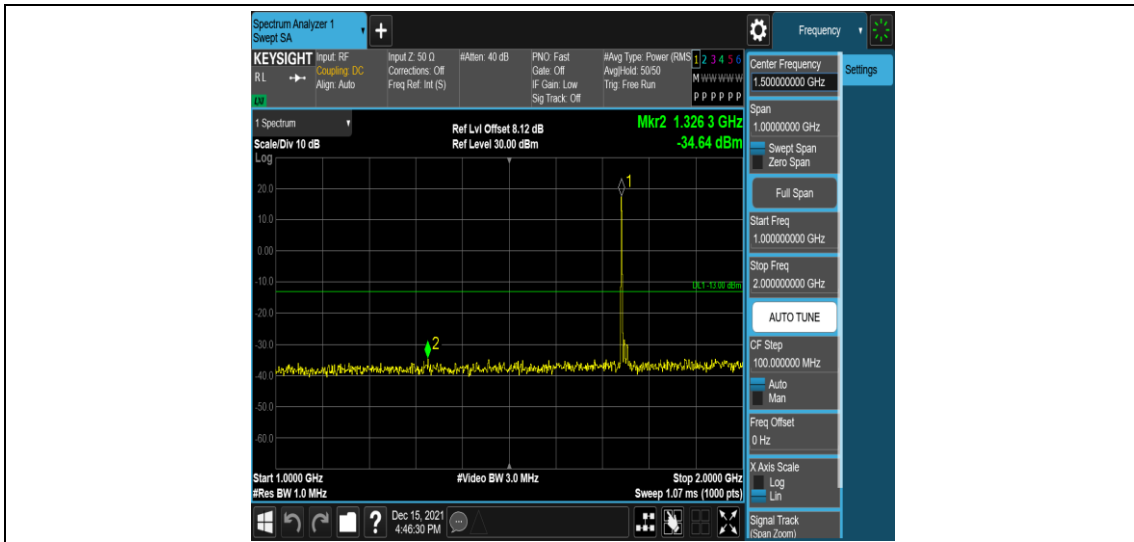 Spectrum Analyzer 1
Swept SA
+
Frequency
KEYSIGHT
RL
LXI
Input: RF
Coupling: DC
Align: Auto
Input Z: 50 Ω
Corrections: Off
Freq Ref: Int (S)
#Atten: 40 dB
PNO: Fast
Gate: Off
IF Gain: Low
Sig Track: Off
#Avg Type: Power (RMS
Avg|Hold: 50/50
Trig: Free Run
1 2 3 4 5 6
M W W W W W
P P P P P P
1 Spectrum
Scale/Div 10 dB
Ref Lvl Offset 8.12 dB
Ref Level 30.00 dBm
Mkr2 1.326 3 GHz
-34.64 dBm
Log
1
20.0
10.0
0.00
-10.0
DL1 -13.00 dBm
-20.0
-30.0
2
-40.0
-50.0
-60.0
Start 1.0000 GHz
#Video BW 3.0 MHz
Stop 2.0000 GHz
#Res BW 1.0 MHz
Sweep 1.07 ms (1000 pts)
Dec 15, 2021
4:46:30 PM
?
Center Frequency
1.500000000 GHz
Settings
Span
1.00000000 GHz
Swept Span
Zero Span
Full Span
Start Freq
1.000000000 GHz
Stop Freq
2.000000000 GHz
AUTO TUNE
CF Step
100.000000 MHz
Auto
Man
Freq Offset
0 Hz
X Axis Scale
Log
Lin
Signal Track
(Span Zoom)